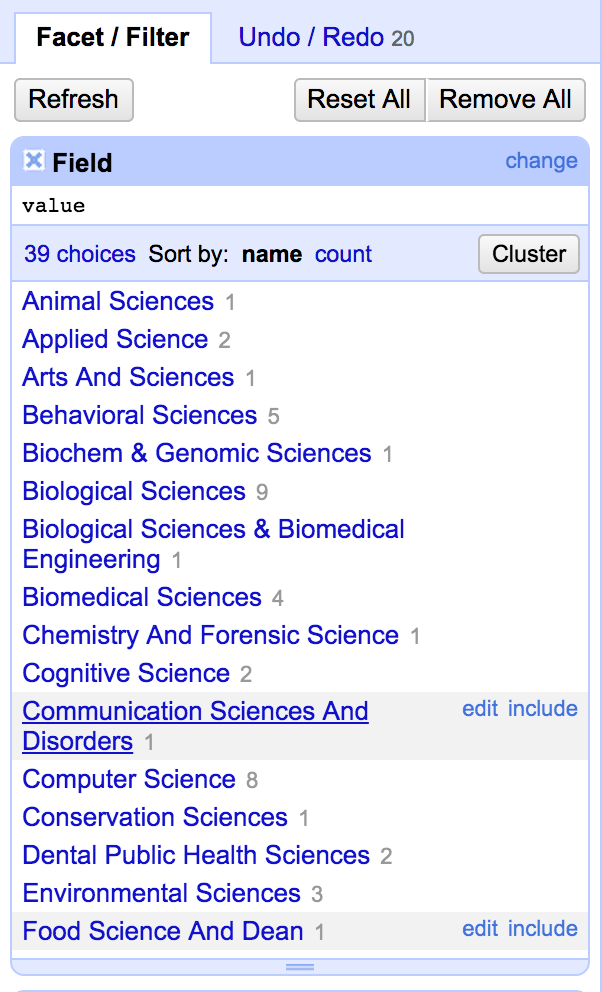 Facet / Filter Undo / Redo 20
Refresh Reset All Remove All
Field change
value
39 choices Sort by: name count Cluster
Animal Sciences 1
Applied Science 2
Arts And Sciences 1
Behavioral Sciences 5
Biochem & Genomic Sciences 1
Biological Sciences 9
Biological Sciences & Biomedical
Engineering 1
Biomedical Sciences 4
Chemistry And Forensic Science 1
Cognitive Science 2
Communication Sciences And edit include
Disorders 1
Computer Science 8
Conservation Sciences 1
Dental Public Health Sciences 2
Environmental Sciences 3
Food Science And Dean 1 edit include